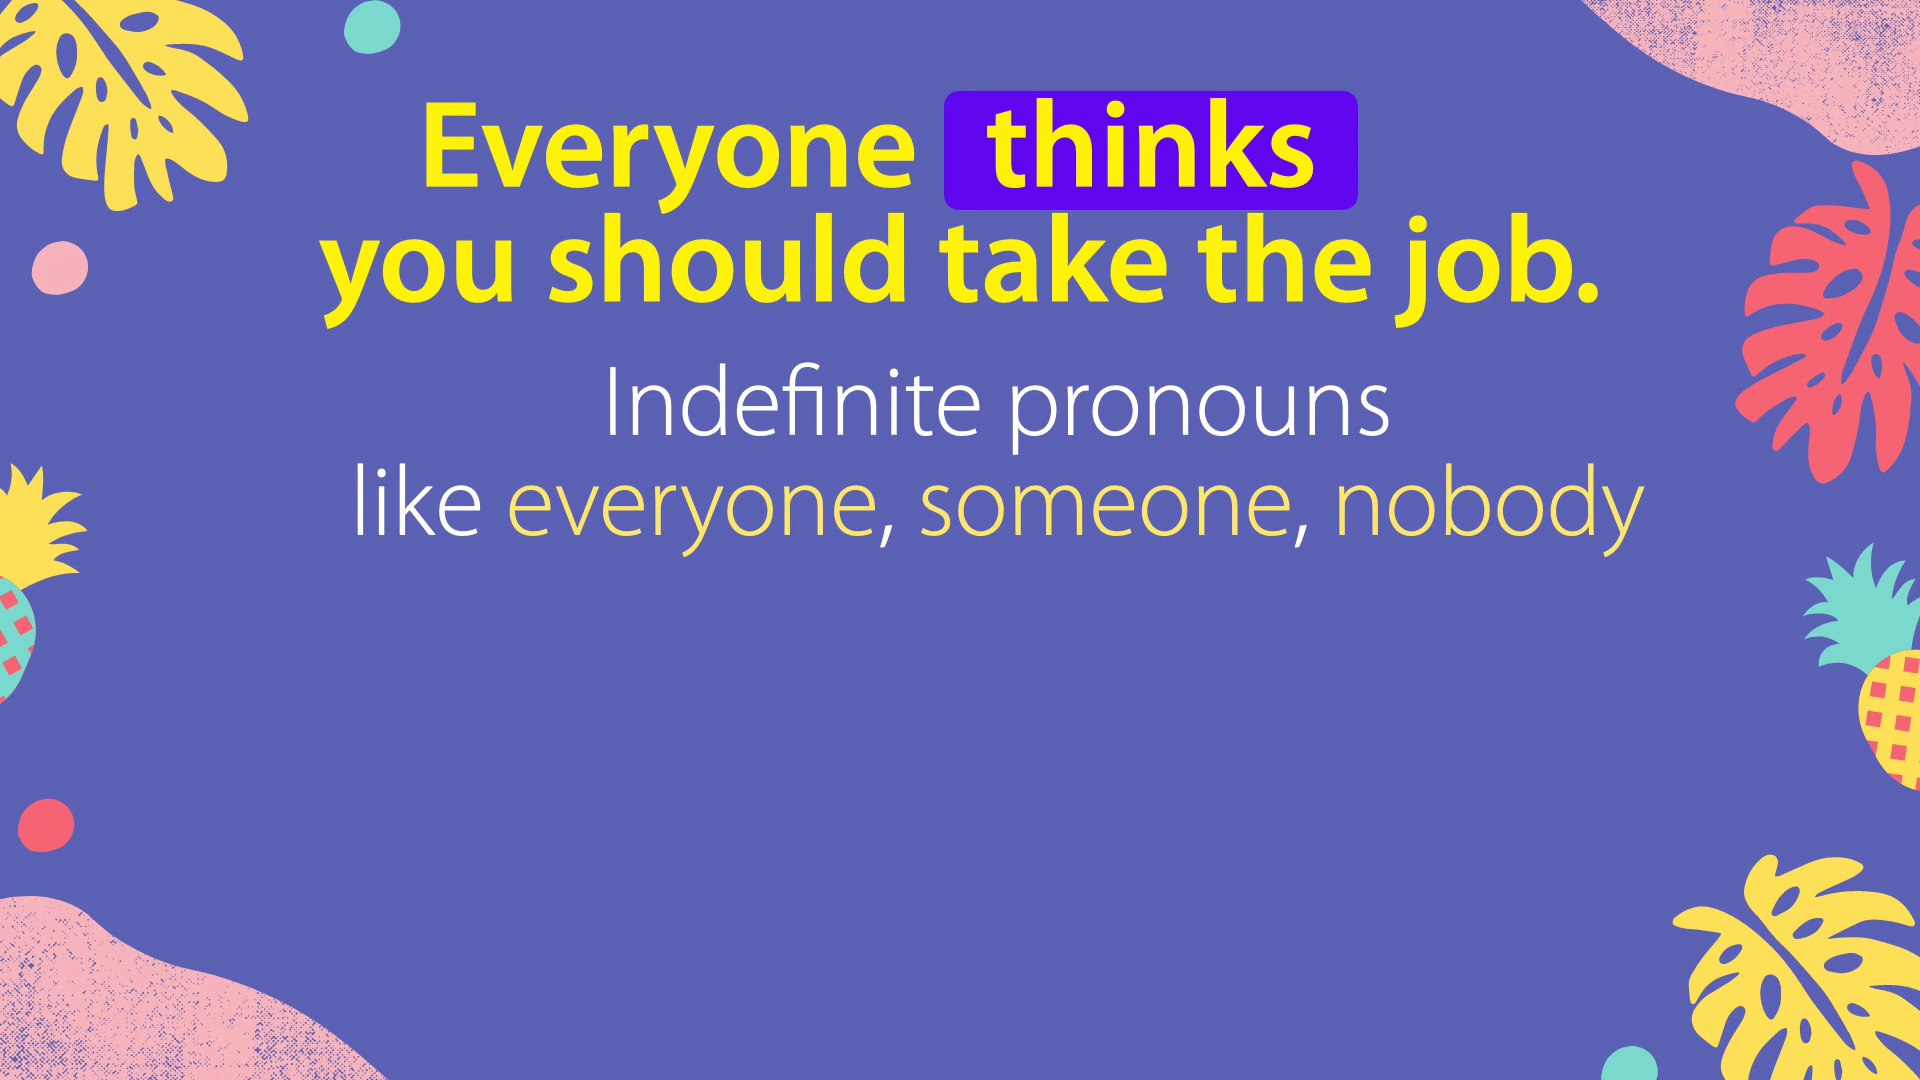 Everyone thinks
you should take the job.
Indefinite pronouns
like everyone, someone, nobody